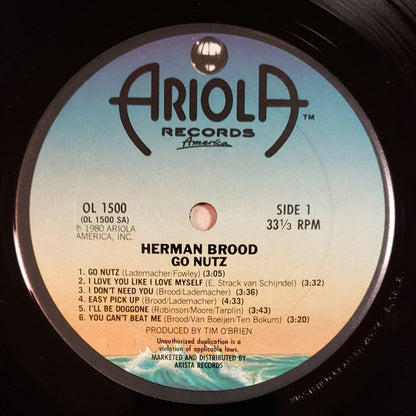 ARIOLA™
RECORDS
America
OL 1500
(OL 1500 SA)
℗ 1980 ARIOLA
AMERICA, INC.
SIDE 1
33⅓ RPM
HERMAN BROOD
GO NUTZ
1. GO NUTZ (Lademacher/Fowley) (3:05)
2. I LOVE YOU LIKE I LOVE MYSELF (E. Strack van Schijndel) (3:32)
3. I DON'T NEED YOU (Brood/Lademacher) (3:36)
4. EASY PICK UP (Brood/Lademacher) (4:33)
5. I'LL BE DOGGONE (Robinson/Moore/Tarplin) (3:05)
6. YOU CAN'T BEAT ME (Brood/Van Boeijen/Ten Bokum) (3:20)
PRODUCED BY TIM O'BRIEN
Unauthorized duplication is a
violation of applicable laws.
MARKETED AND DISTRIBUTED BY
ARISTA RECORDS